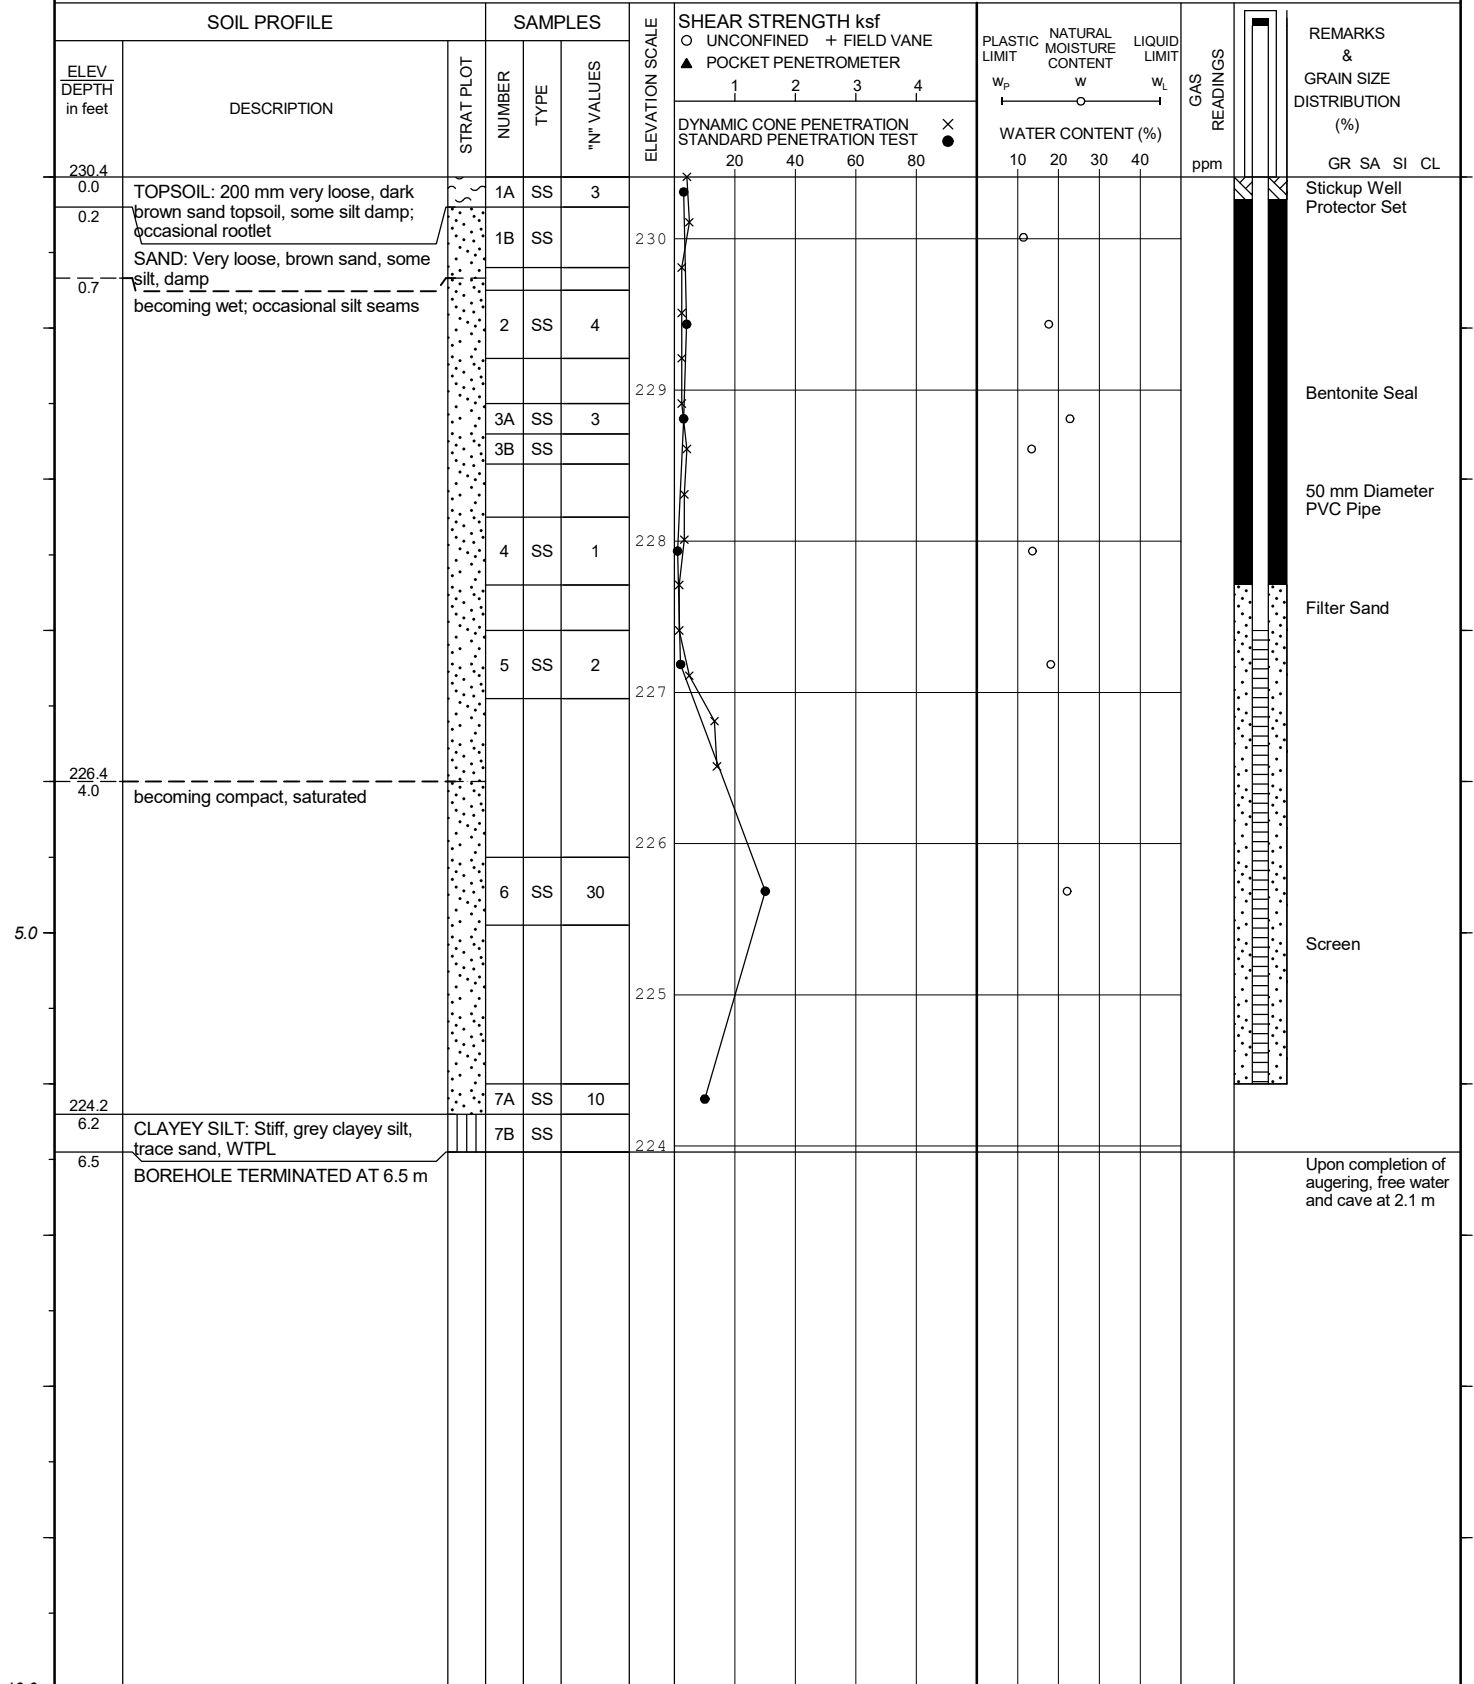 SOIL PROFILE
SAMPLES
ELEVATION SCALE
SHEAR STRENGTH ksf
UNCONFINED + FIELD VANE
POCKET PENETROMETER
1 2 3 4
DYNAMIC CONE PENETRATION
STANDARD PENETRATION TEST
20 40 60 80
PLASTIC LIMIT
NATURAL MOISTURE CONTENT
LIQUID LIMIT
WP W WL
WATER CONTENT (%)
10 20 30 40
GAS READINGS
ppm
REMARKS
&
GRAIN SIZE
DISTRIBUTION
(%)
GR SA SI CL
ELEV
DEPTH
in feet
DESCRIPTION
STRAT PLOT
NUMBER
TYPE
"N" VALUES
230.4
0.0
TOPSOIL: 200 mm very loose, dark
brown sand topsoil, some silt damp;
occasional rootlet
1A SS 3
Stickup Well
Protector Set
0.2
1B SS
230
SAND: Very loose, brown sand, some
silt, damp
0.7
becoming wet; occasional silt seams
2 SS 4
229
Bentonite Seal
3A SS 3
3B SS
50 mm Diameter
PVC Pipe
228
4 SS 1
Filter Sand
5 SS 2
227
226.4
4.0
becoming compact, saturated
226
6 SS 30
5.0
Screen
225
7A SS 10
224.2
6.2
CLAYEY SILT: Stiff, grey clayey silt,
trace sand, WTPL
7B SS
224
6.5
BOREHOLE TERMINATED AT 6.5 m
Upon completion of
augering, free water
and cave at 2.1 m